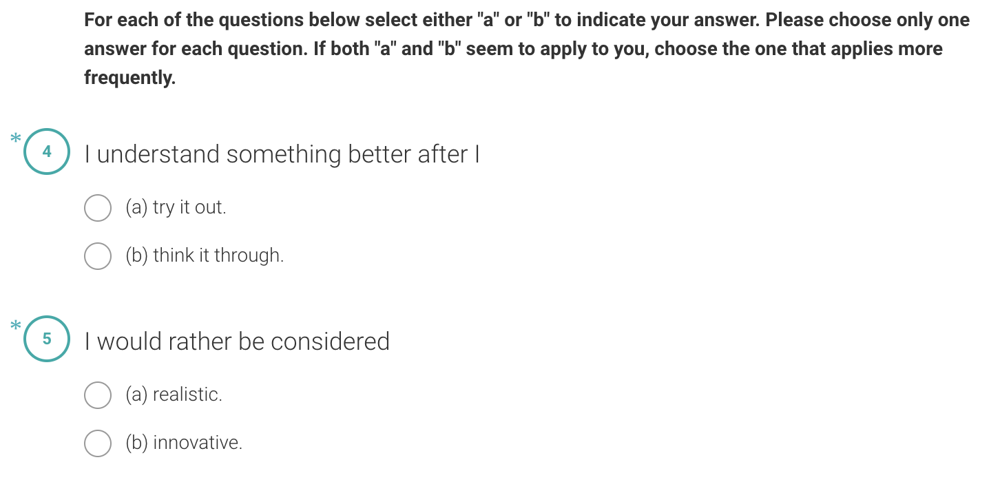 For each of the questions below select either "a" or "b" to indicate your answer. Please choose only one
answer for each question. If both "a" and "b" seem to apply to you, choose the one that applies more
frequently.
* 4 I understand something better after I
(a) try it out.
(b) think it through.
* 5 I would rather be considered
(a) realistic.
(b) innovative.